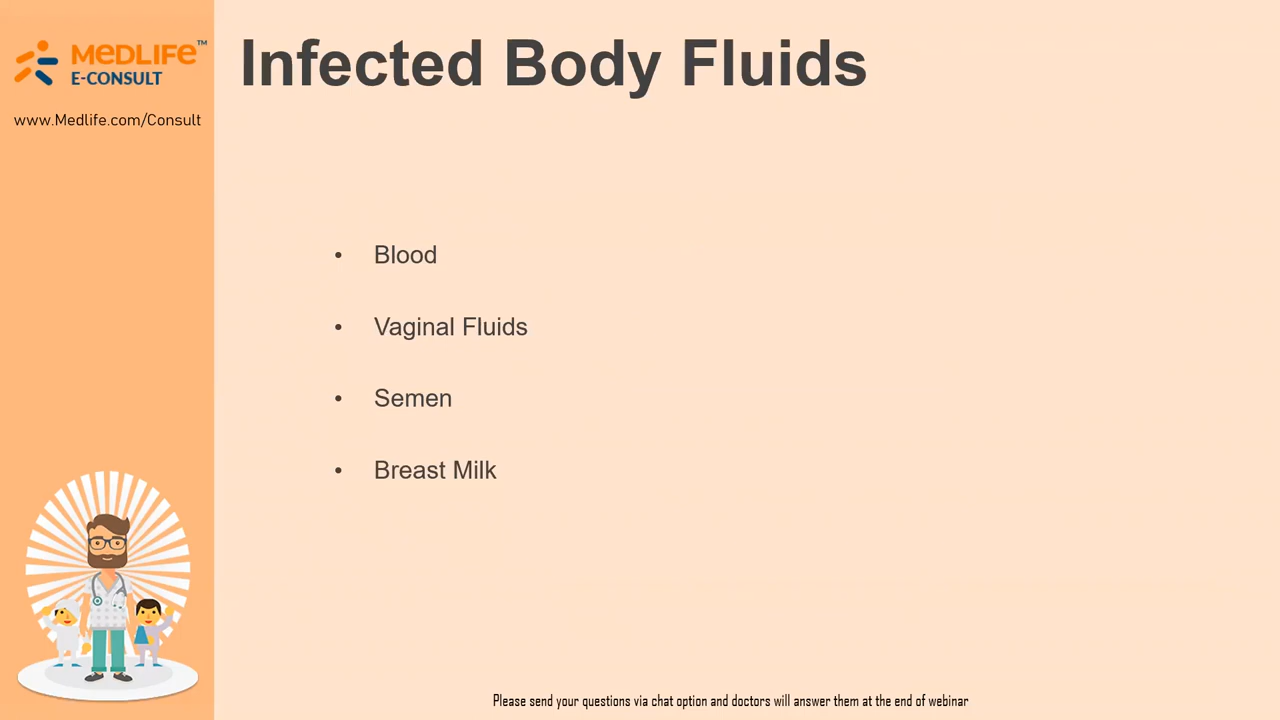 MEDLIFE™
E-CONSULT
www.Medlife.com/Consult
Infected Body Fluids
• Blood
• Vaginal Fluids
• Semen
• Breast Milk
Please send your questions via chat option and doctors will answer them at the end of webinar